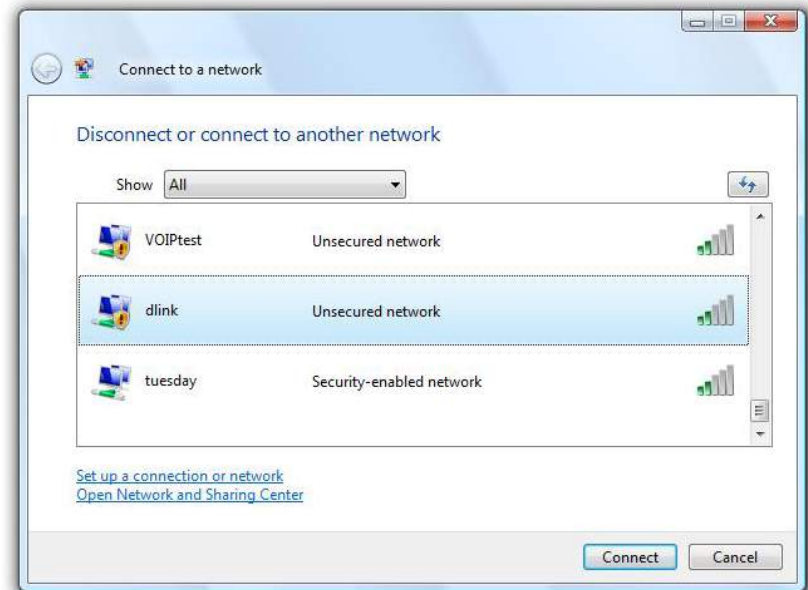 Connect to a network
Disconnect or connect to another network
Show All
VOIPtest Unsecured network
dlink Unsecured network
tuesday Security-enabled network
Set up a connection or network
Open Network and Sharing Center
Connect Cancel